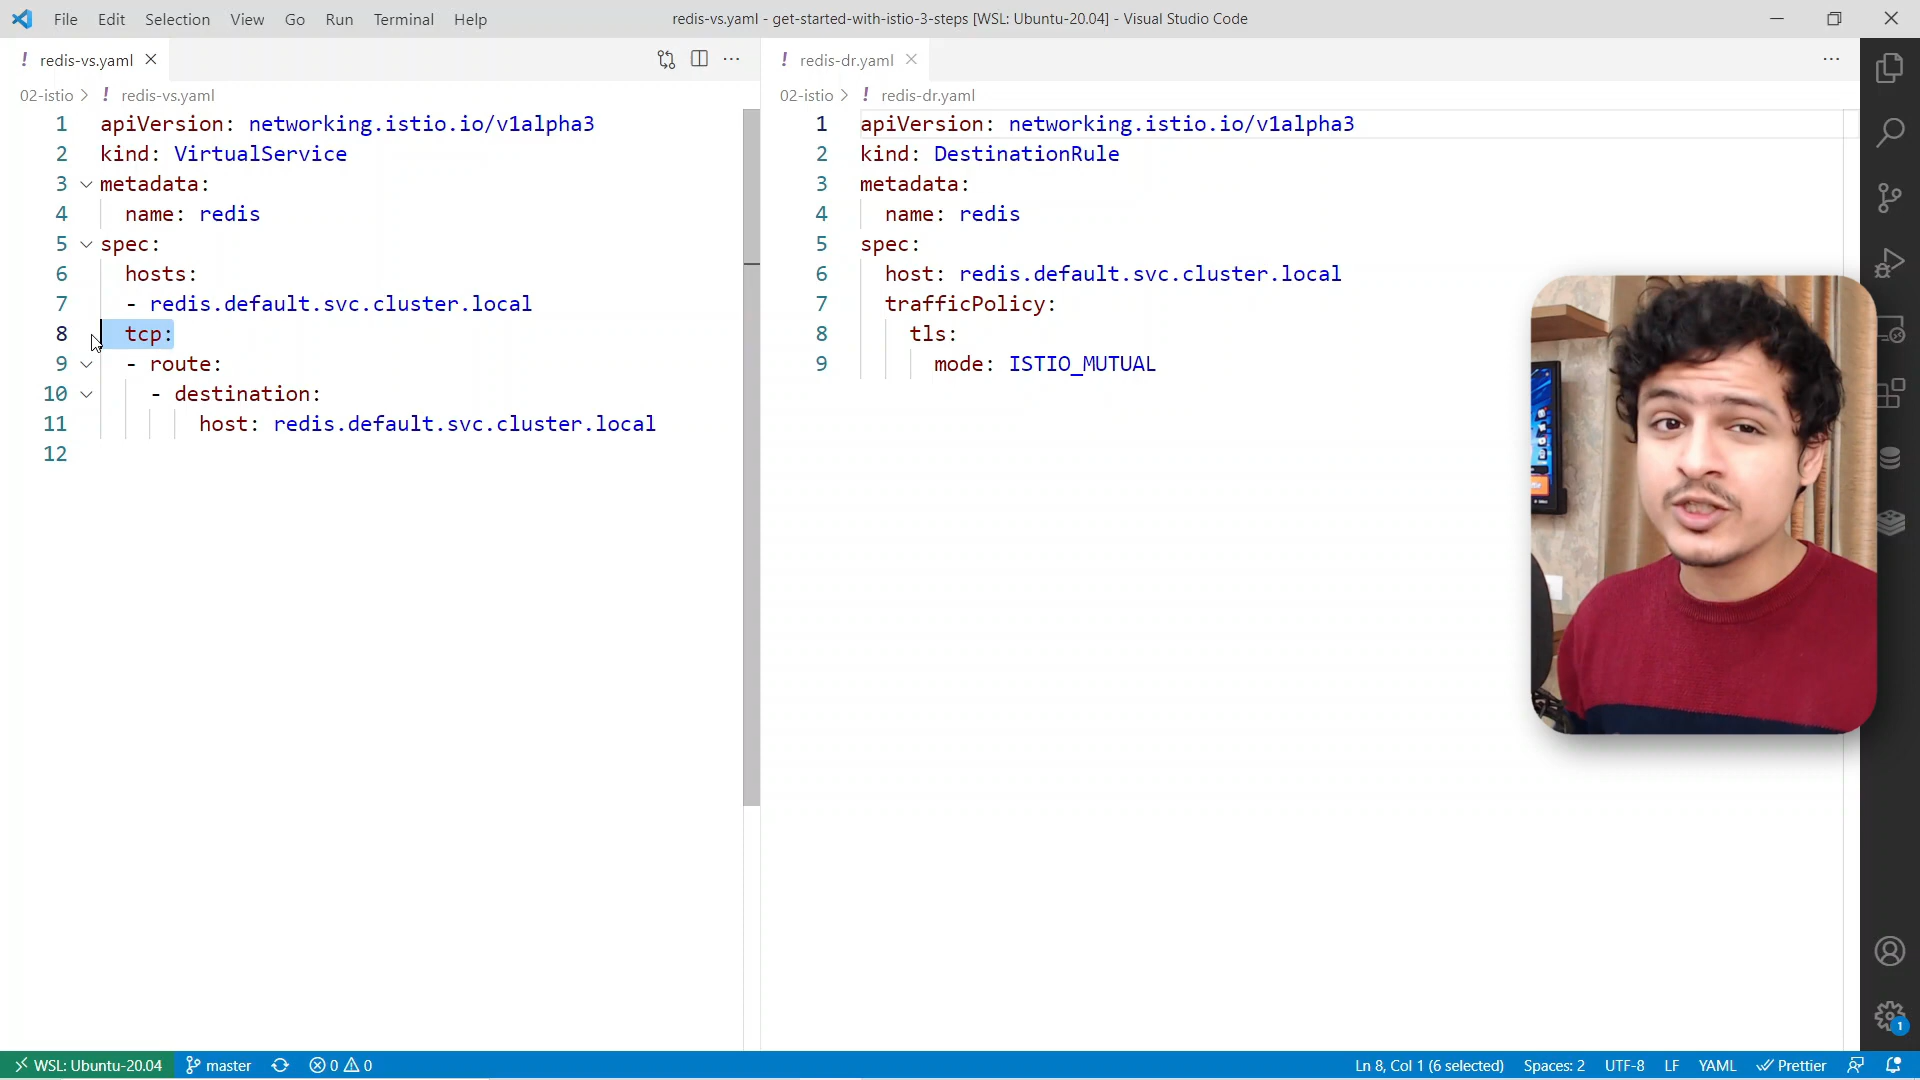 File Edit Selection View Go Run Terminal Help
redis-vs.yaml - get-started-with-istio-3-steps [WSL: Ubuntu-20.04] - Visual Studio Code
! redis-vs.yaml
02-istio > ! redis-vs.yaml
1 apiVersion: networking.istio.io/v1alpha3
2 kind: VirtualService
3 metadata:
4 name: redis
5 spec:
6 hosts:
7 - redis.default.svc.cluster.local
8 tcp:
9 - route:
10 - destination:
11 host: redis.default.svc.cluster.local
12
! redis-dr.yaml
02-istio > ! redis-dr.yaml
1 apiVersion: networking.istio.io/v1alpha3
2 kind: DestinationRule
3 metadata:
4 name: redis
5 spec:
6 host: redis.default.svc.cluster.local
7 trafficPolicy:
8 tls:
9 mode: ISTIO_MUTUAL
1
WSL: Ubuntu-20.04 master 0 0
Ln 8, Col 1 (6 selected) Spaces: 2 UTF-8 LF YAML Prettier